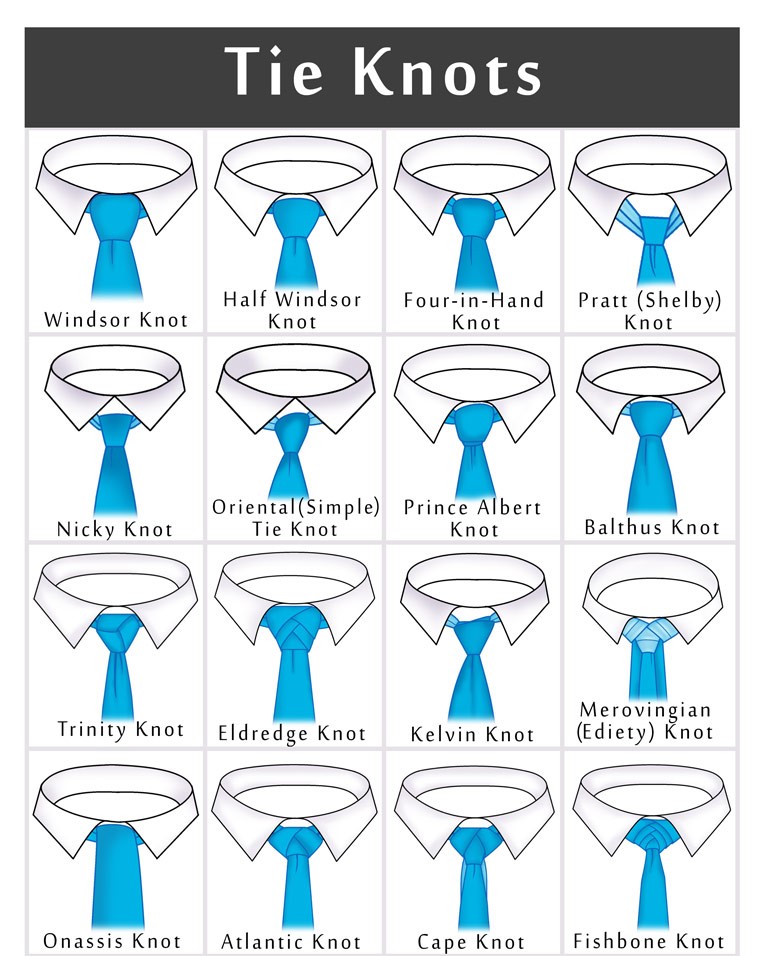 Tie Knots
Windsor Knot
Half Windsor
Knot
Four-in-Hand
Knot
Pratt (Shelby)
Knot
Nicky Knot
Oriental(Simple)
Tie Knot
Prince Albert
Knot
Balthus Knot
Trinity Knot
Eldredge Knot
Kelvin Knot
Merovingian
(Ediety) Knot
Onassis Knot
Atlantic Knot
Cape Knot
Fishbone Knot